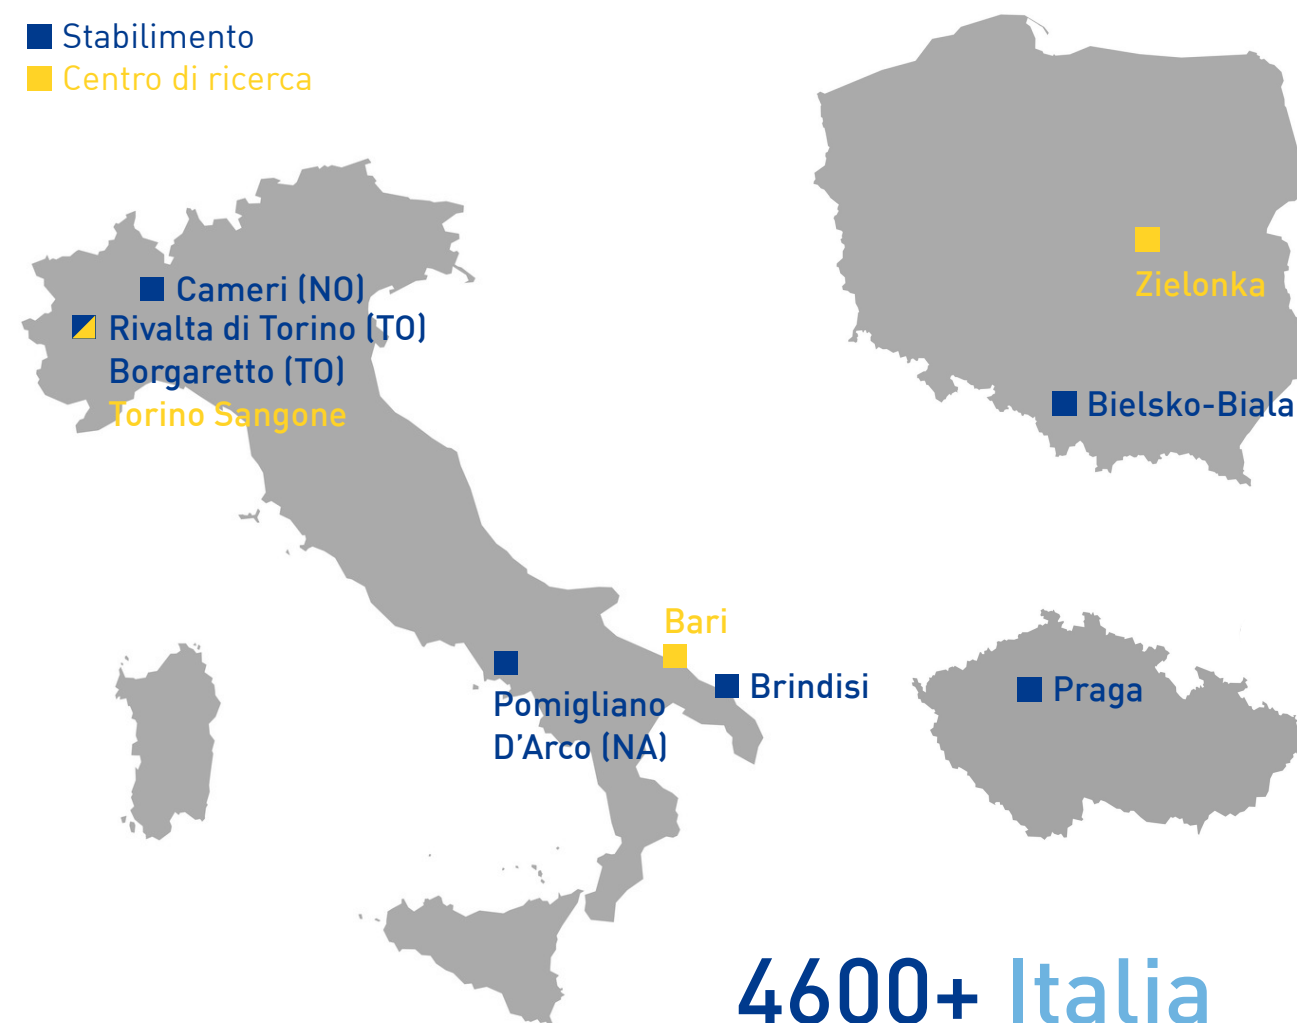 Stabilimento
Centro di ricerca
Cameri (NO)
Rivalta di Torino (TO)
Borgaretto (TO)
Torino Sangone
Zielonka
Bielsko-Biala
Bari
Brindisi
Pomigliano
D’Arco (NA)
Praga
4600+ Italia